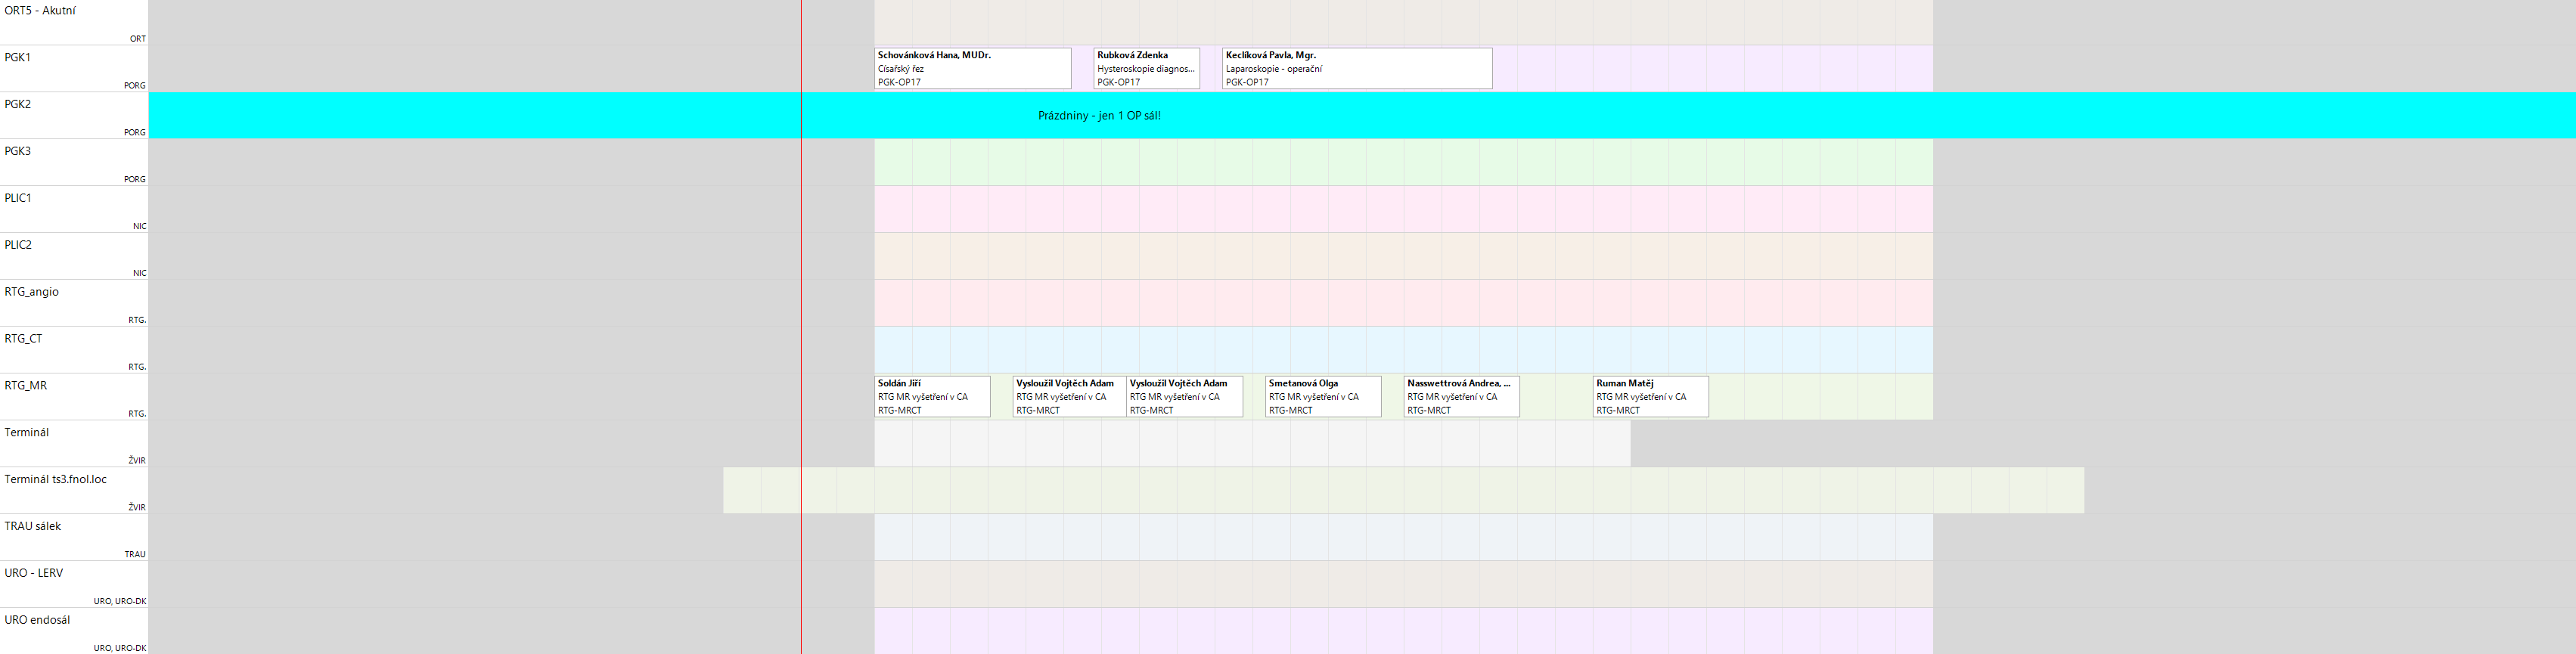 ORT5 - Akutní
ORT
PGK1
PORG
Schovánková Hana, MUDr.
Císařský řez
PGK-OP17
Rubková Zdenka
Hysteroskopie diagnos...
PGK-OP17
Keclíková Pavla, Mgr.
Laparoskopie - operační
PGK-OP17
PGK2
PORG
Prázdniny - jen 1 OP sál!
PGK3
PORG
PLIC1
NIC
PLIC2
NIC
RTG_angio
RTG.
RTG_CT
RTG.
RTG_MR
RTG.
Soldán Jiří
RTG MR vyšetření v CA
RTG-MRCT
Vysloužil Vojtěch Adam
RTG MR vyšetření v CA
RTG-MRCT
Vysloužil Vojtěch Adam
RTG MR vyšetření v CA
RTG-MRCT
Smetanová Olga
RTG MR vyšetření v CA
RTG-MRCT
Nasswettrová Andrea, ...
RTG MR vyšetření v CA
RTG-MRCT
Ruman Matěj
RTG MR vyšetření v CA
RTG-MRCT
Terminál
ŽVIR
Terminál ts3.fnol.loc
ŽVIR
TRAU sálek
TRAU
URO - LERV
URO, URO-DK
URO endosál
URO, URO-DK